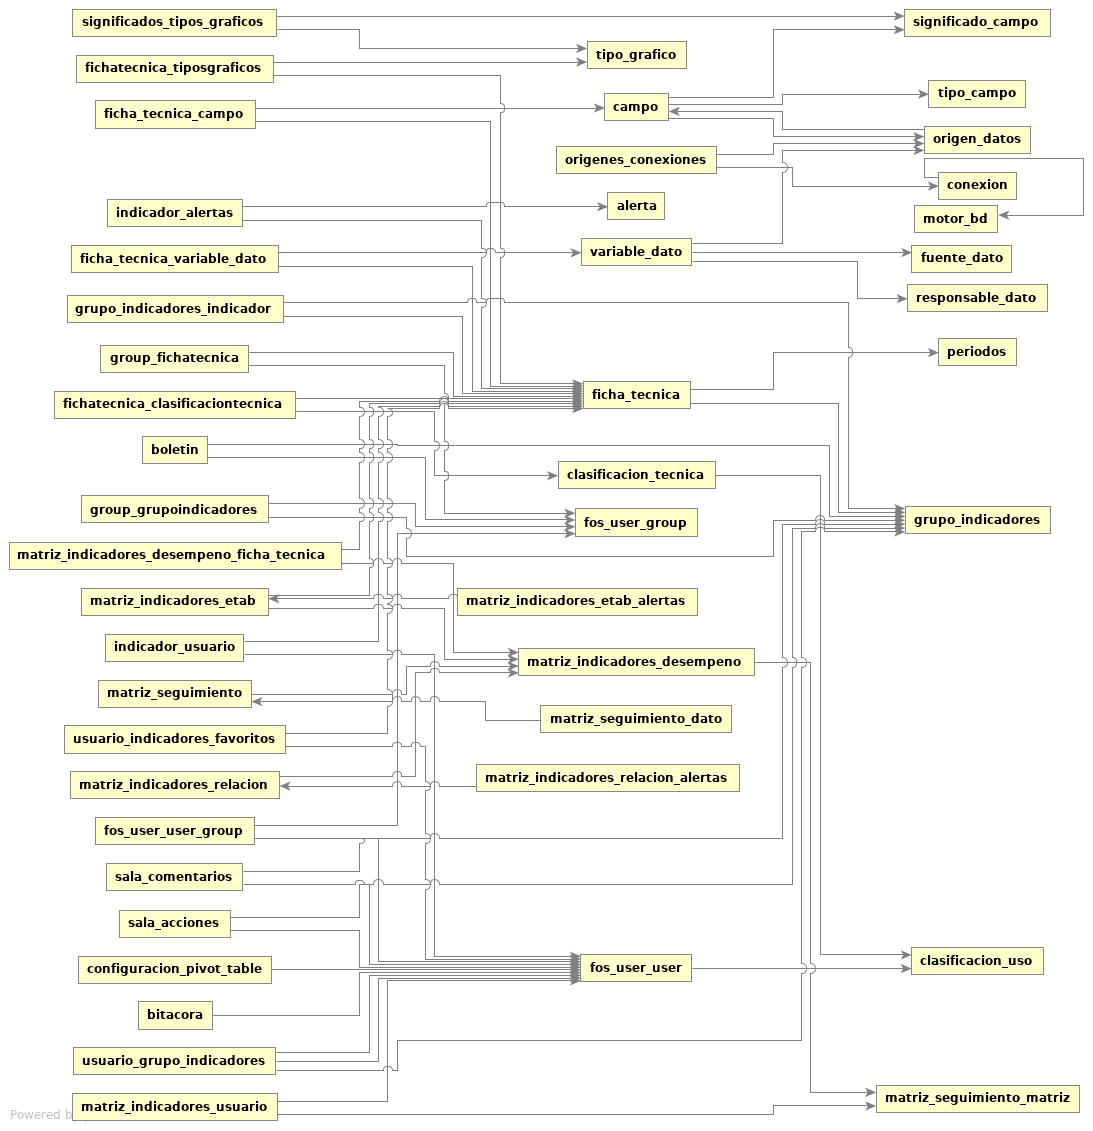 significados_tipos_graficos
significado_campo
tipo_grafico
fichatecnica_tiposgraficos
tipo_campo
ficha_tecnica_campo
campo
origen_datos
origenes_conexiones
conexion
indicador_alertas
alerta
motor_bd
ficha_tecnica_variable_dato
variable_dato
fuente_dato
grupo_indicadores_indicador
responsable_dato
group_fichatecnica
periodos
ficha_tecnica
fichatecnica_clasificaciontecnica
boletin
clasificacion_tecnica
group_grupoindicadores
fos_user_group
grupo_indicadores
matriz_indicadores_desempeno_ficha_tecnica
matriz_indicadores_etab
matriz_indicadores_etab_alertas
indicador_usuario
matriz_indicadores_desempeno
matriz_seguimiento
matriz_seguimiento_dato
usuario_indicadores_favoritos
matriz_indicadores_relacion
matriz_indicadores_relacion_alertas
fos_user_user_group
sala_comentarios
sala_acciones
configuracion_pivot_table
fos_user_user
clasificacion_uso
bitacora
usuario_grupo_indicadores
matriz_indicadores_usuario
matriz_seguimiento_matriz
Powered